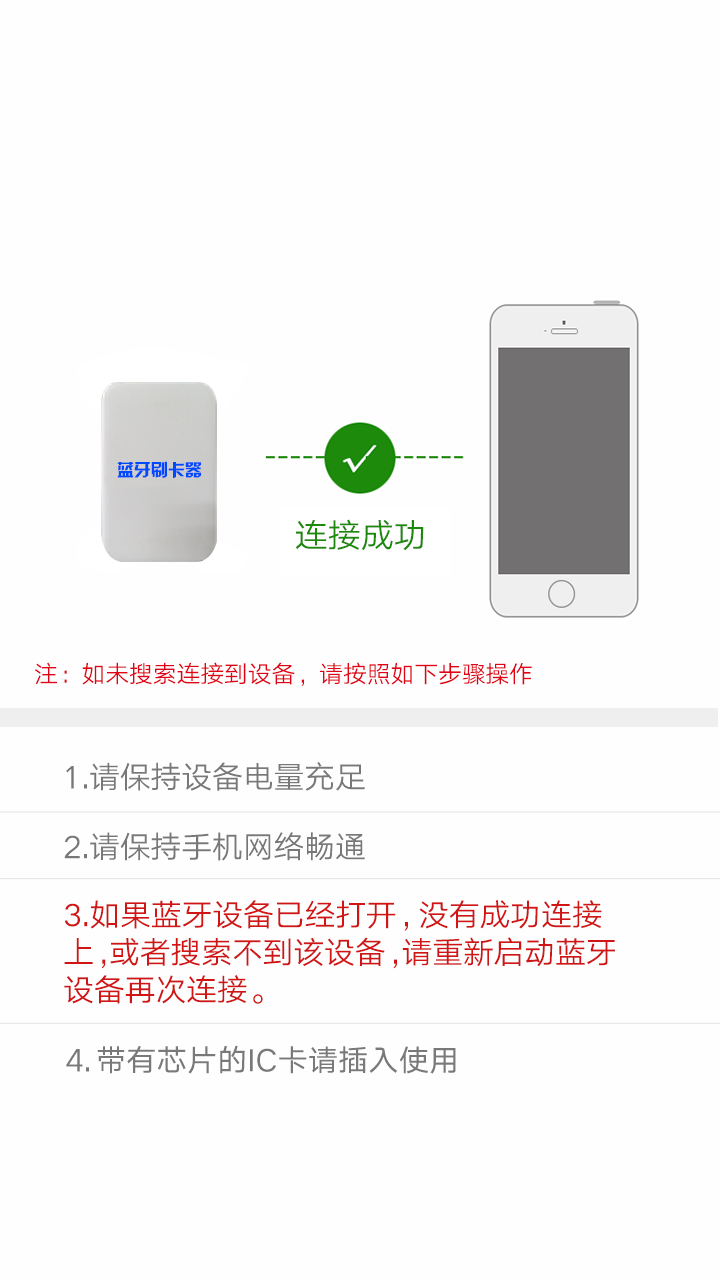 蓝牙刷卡器
连接成功
注：如未搜索连接到设备，请按照如下步骤操作
1.请保持设备电量充足
2.请保持手机网络畅通
3.如果蓝牙设备已经打开，没有成功连接
上，或者搜索不到该设备，请重新启动蓝牙
设备再次连接。
4.带有芯片的IC卡请插入使用